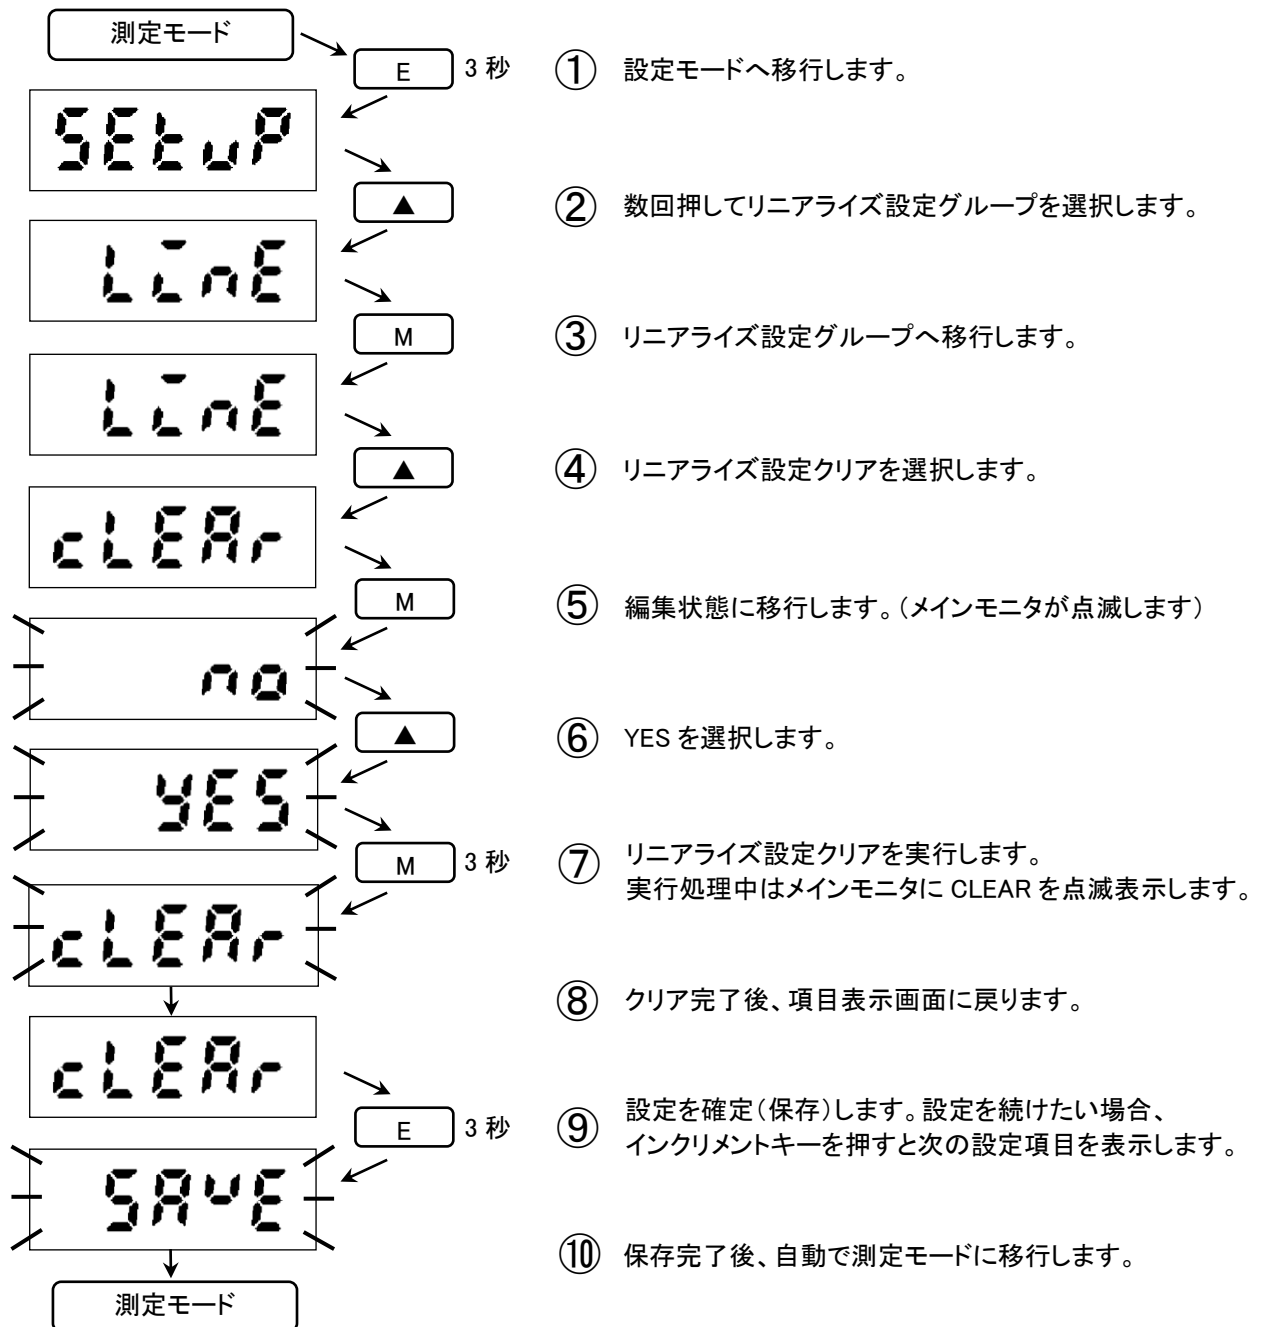 測定モード
E 3 秒 ① 設定モードへ移行します。
SEtuP
▲ ② 数回押してリニアライズ設定グループを選択します。
LinE
M ③ リニアライズ設定グループへ移行します。
LinE
▲ ④ リニアライズ設定クリアを選択します。
cLEAr
M ⑤ 編集状態に移行します。(メインモニタが点滅します)
no
▲ ⑥ YES を選択します。
YES
M 3 秒 ⑦ リニアライズ設定クリアを実行します。
実行処理中はメインモニタに CLEAR を点滅表示します。
cLEAr
⑧ クリア完了後、項目表示画面に戻ります。
cLEAr
E 3 秒 ⑨ 設定を確定(保存)します。設定を続けたい場合、
インクリメントキーを押すと次の設定項目を表示します。
SAvE
⑩ 保存完了後、自動で測定モードに移行します。
測定モード